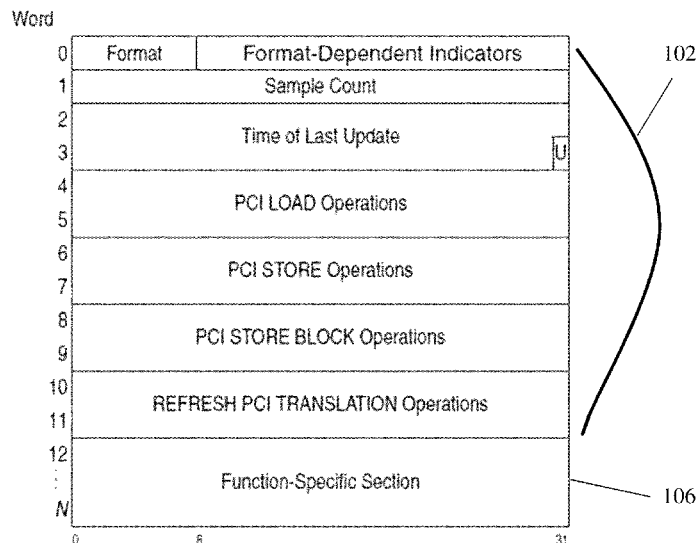 Word
0 Format Format-Dependent Indicators
102
1 Sample Count
2
Time of Last Update
3 U
4
PCI LOAD Operations
5
6
PCI STORE Operations
7
8
PCI STORE BLOCK Operations
9
10
REFRESH PCI TRANSLATION Operations
11
12
: Function-Specific Section
106
N
0 8 31